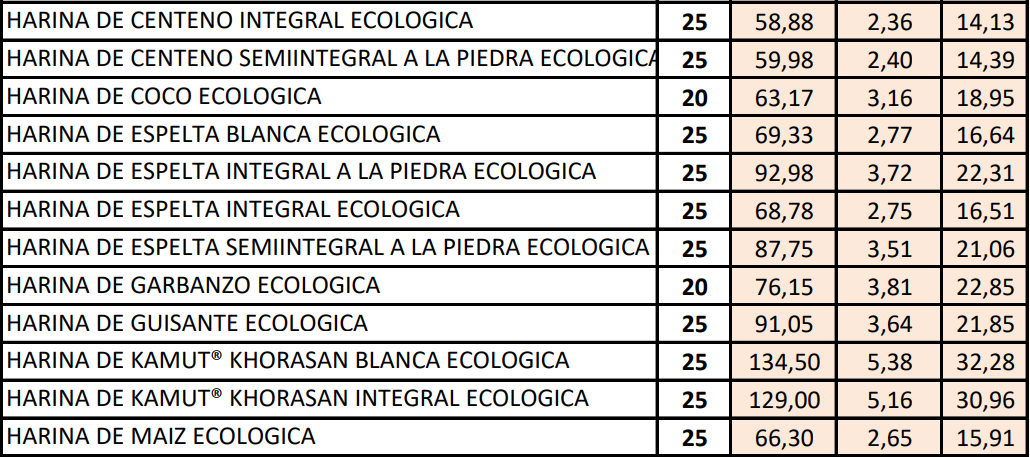 HARINA DE CENTENO INTEGRAL ECOLOGICA 25 58,88 2,36 14,13
HARINA DE CENTENO SEMIINTEGRAL A LA PIEDRA ECOLOGICA 25 59,98 2,40 14,39
HARINA DE COCO ECOLOGICA 20 63,17 3,16 18,95
HARINA DE ESPELTA BLANCA ECOLOGICA 25 69,33 2,77 16,64
HARINA DE ESPELTA INTEGRAL A LA PIEDRA ECOLOGICA 25 92,98 3,72 22,31
HARINA DE ESPELTA INTEGRAL ECOLOGICA 25 68,78 2,75 16,51
HARINA DE ESPELTA SEMIINTEGRAL A LA PIEDRA ECOLOGICA 25 87,75 3,51 21,06
HARINA DE GARBANZO ECOLOGICA 20 76,15 3,81 22,85
HARINA DE GUISANTE ECOLOGICA 25 91,05 3,64 21,85
HARINA DE KAMUT® KHORASAN BLANCA ECOLOGICA 25 134,50 5,38 32,28
HARINA DE KAMUT® KHORASAN INTEGRAL ECOLOGICA 25 129,00 5,16 30,96
HARINA DE MAIZ ECOLOGICA 25 66,30 2,65 15,91